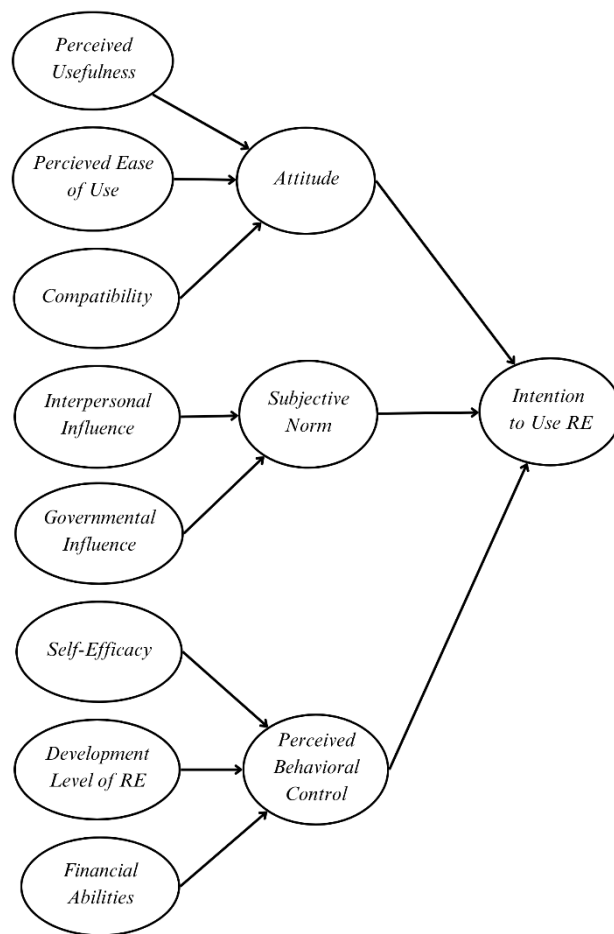 Perceived
Usefulness
Percieved Ease
of Use
Attitude
Compatibility
Interpersonal
Influence
Subjective
Norm
Intention
to Use RE
Governmental
Influence
Self-Efficacy
Development
Level of RE
Perceived
Behavioral
Control
Financial
Abilities